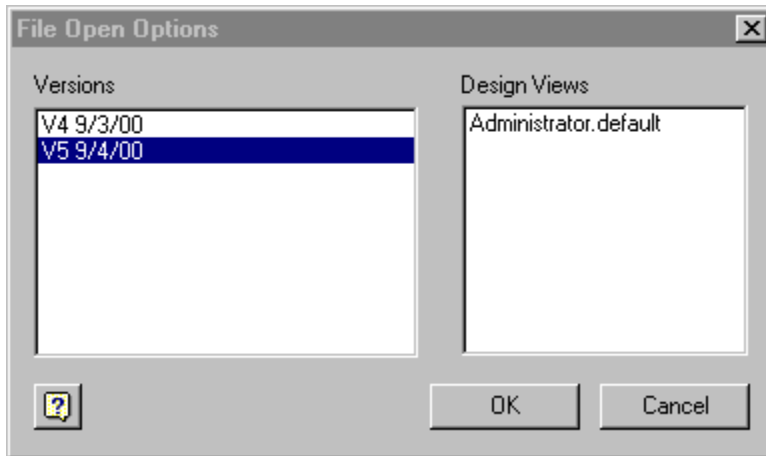 File Open Options
Versions
Design Views
V4 9/3/00
V5 9/4/00
Administrator.default
?
OK
Cancel